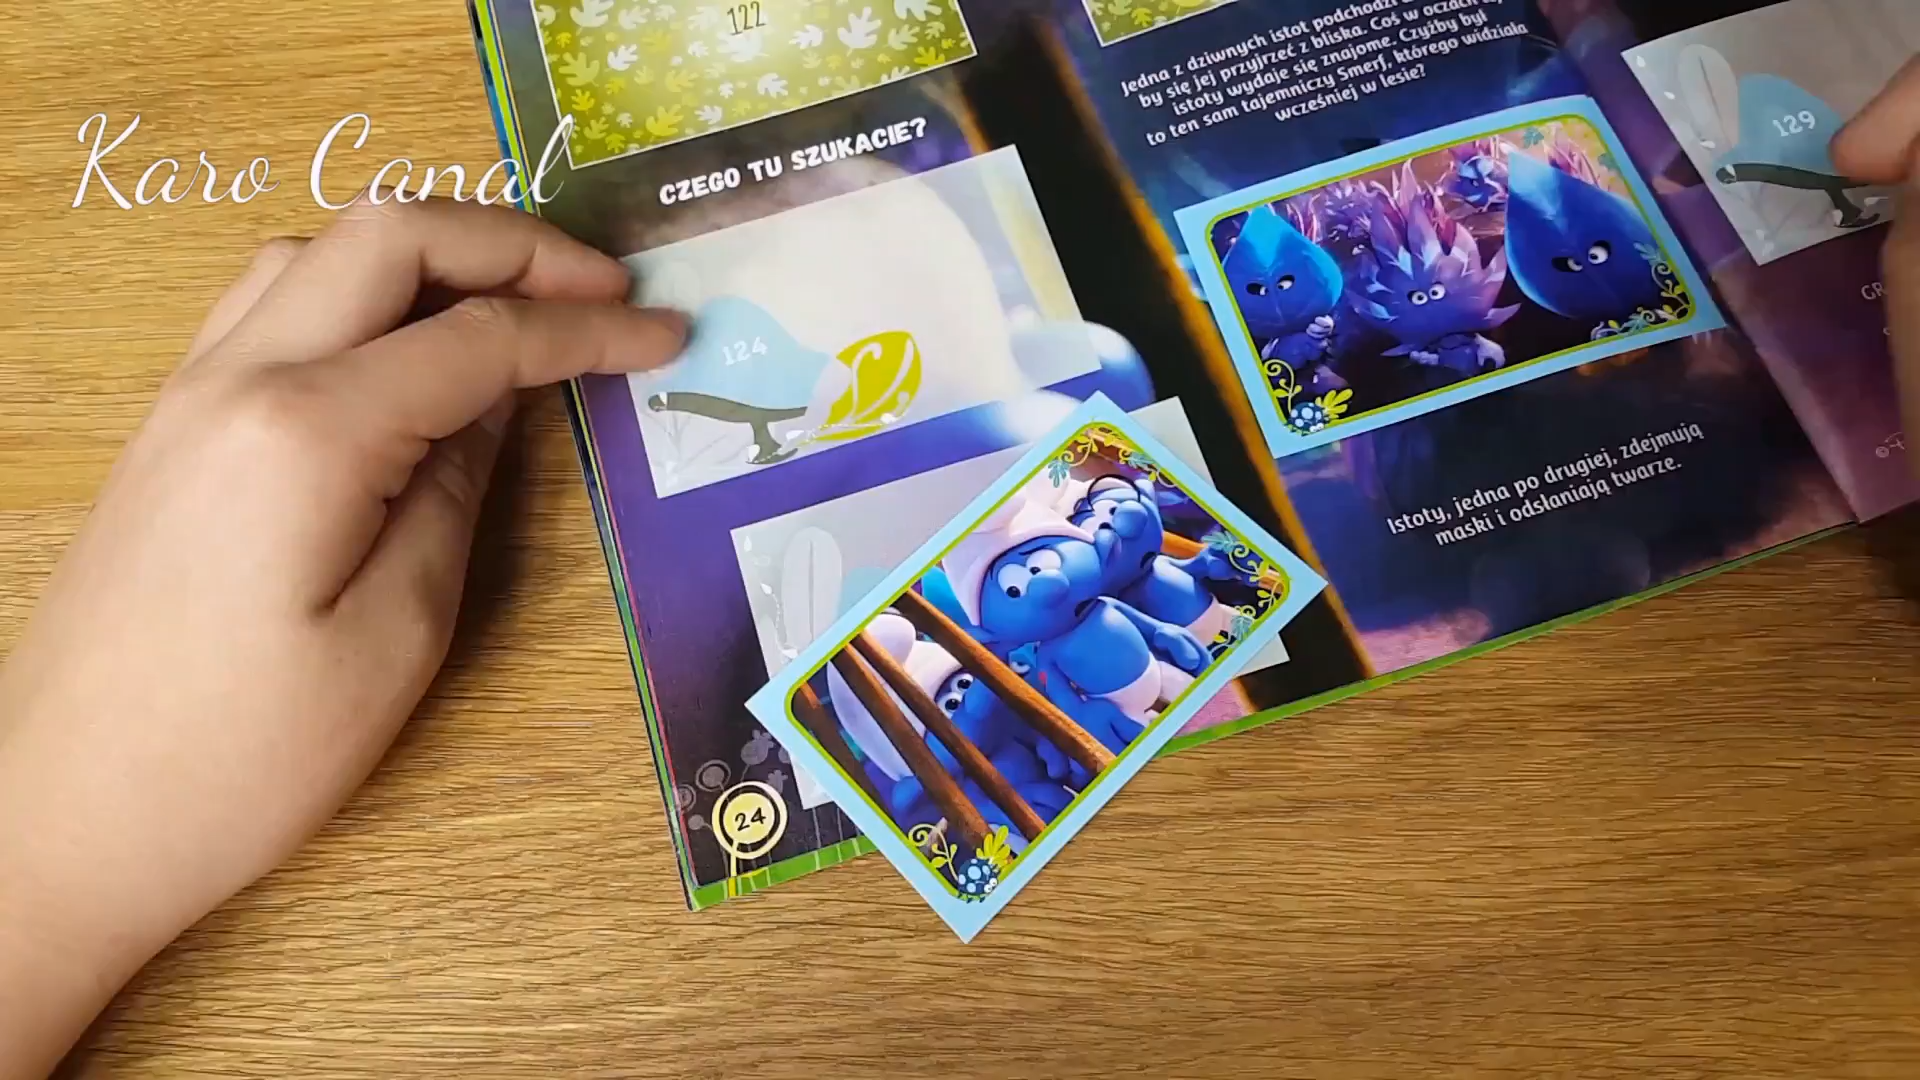 Karo Canal
122
CZEGO TU SZUKACIE?
124
24
Jedna z dziwnych istot podchodzi
by się jej przyjrzeć z bliska. Coś w oczach
istoty wydaje się znajome. Czyżby był
to ten sam tajemniczy Smerf, którego widziała
wcześniej w lesie?
Istoty, jedna po drugiej, zdejmują
maski i odsłaniają twarze.
129